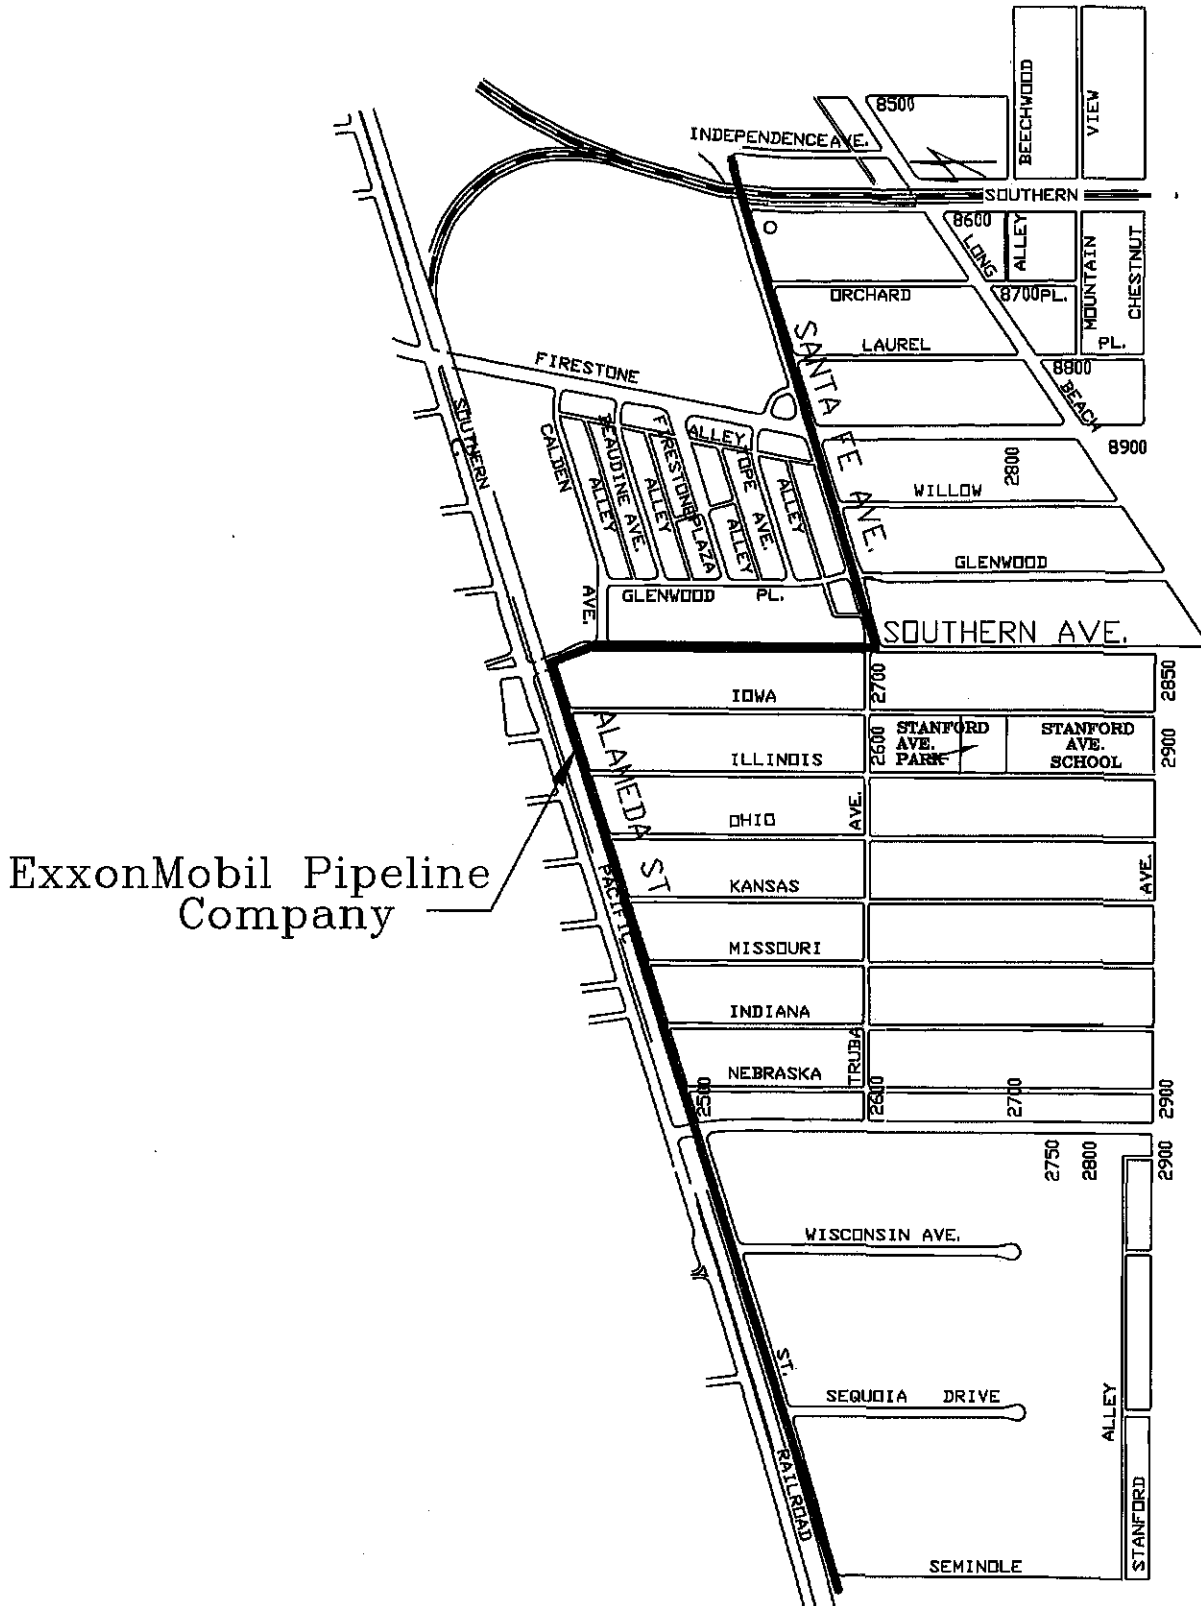 8500
BEECHWOOD
VIEW
INDEPENDENCE AVE.
SOUTHERN
8600
LONG
ALLEY
MOUNTAIN
CHESTNUT
ORCHARD
8700 PL.
SANTA FE AVE.
LAUREL
PL.
FIRESTONE
8800
BEACH
SOUTHERN
C.
CALDEN
BEAUDINE AVE.
ALLEY
FIRESTONE PLAZA
ALLEY
ALLEY
TOPE AVE.
ALLEY
ALLEY
8900
2800
WILLOW
GLENWOOD
AVE.
GLENWOOD PL.
SOUTHERN AVE.
IOWA
2700
2850
ALAMEDA ST
ILLINOIS
2600
STANFORD
AVE.
PARK
STANFORD
AVE.
SCHOOL
2900
OHIO
AVE.
ExxonMobil Pipeline
Company
PACIFIC
KANSAS
AVE.
MISSOURI
INDIANA
NEBRASKA
TRUBA
2500
2600
2700
2900
2750
2800
2900
WISCONSIN AVE.
ST.
SEQUOIA DRIVE
ALLEY
RAILROAD
STANFORD
SEMINOLE